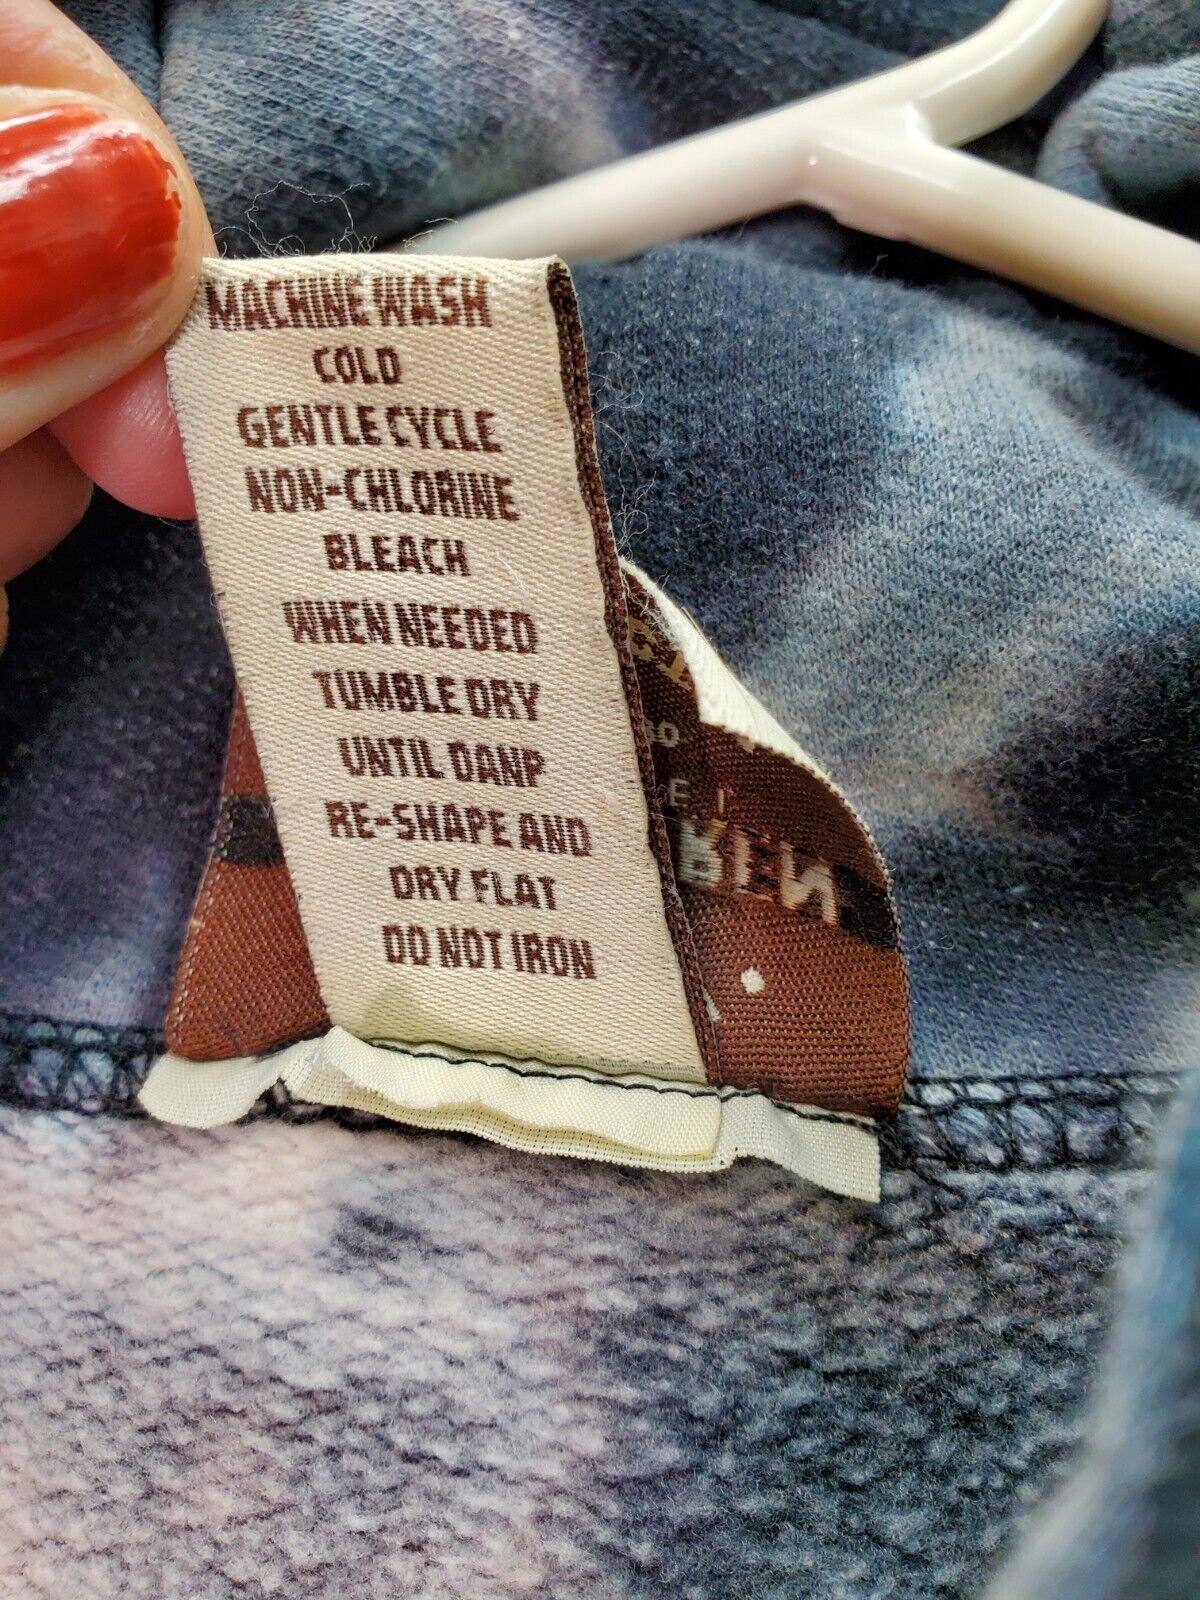 MACHINE WASH
COLD
GENTLE CYCLE
NON-CHLORINE
BLEACH
WHEN NEEDED
TUMBLE DRY
UNTIL DAMP
RE-SHAPE AND
DRY FLAT
DO NOT IRON